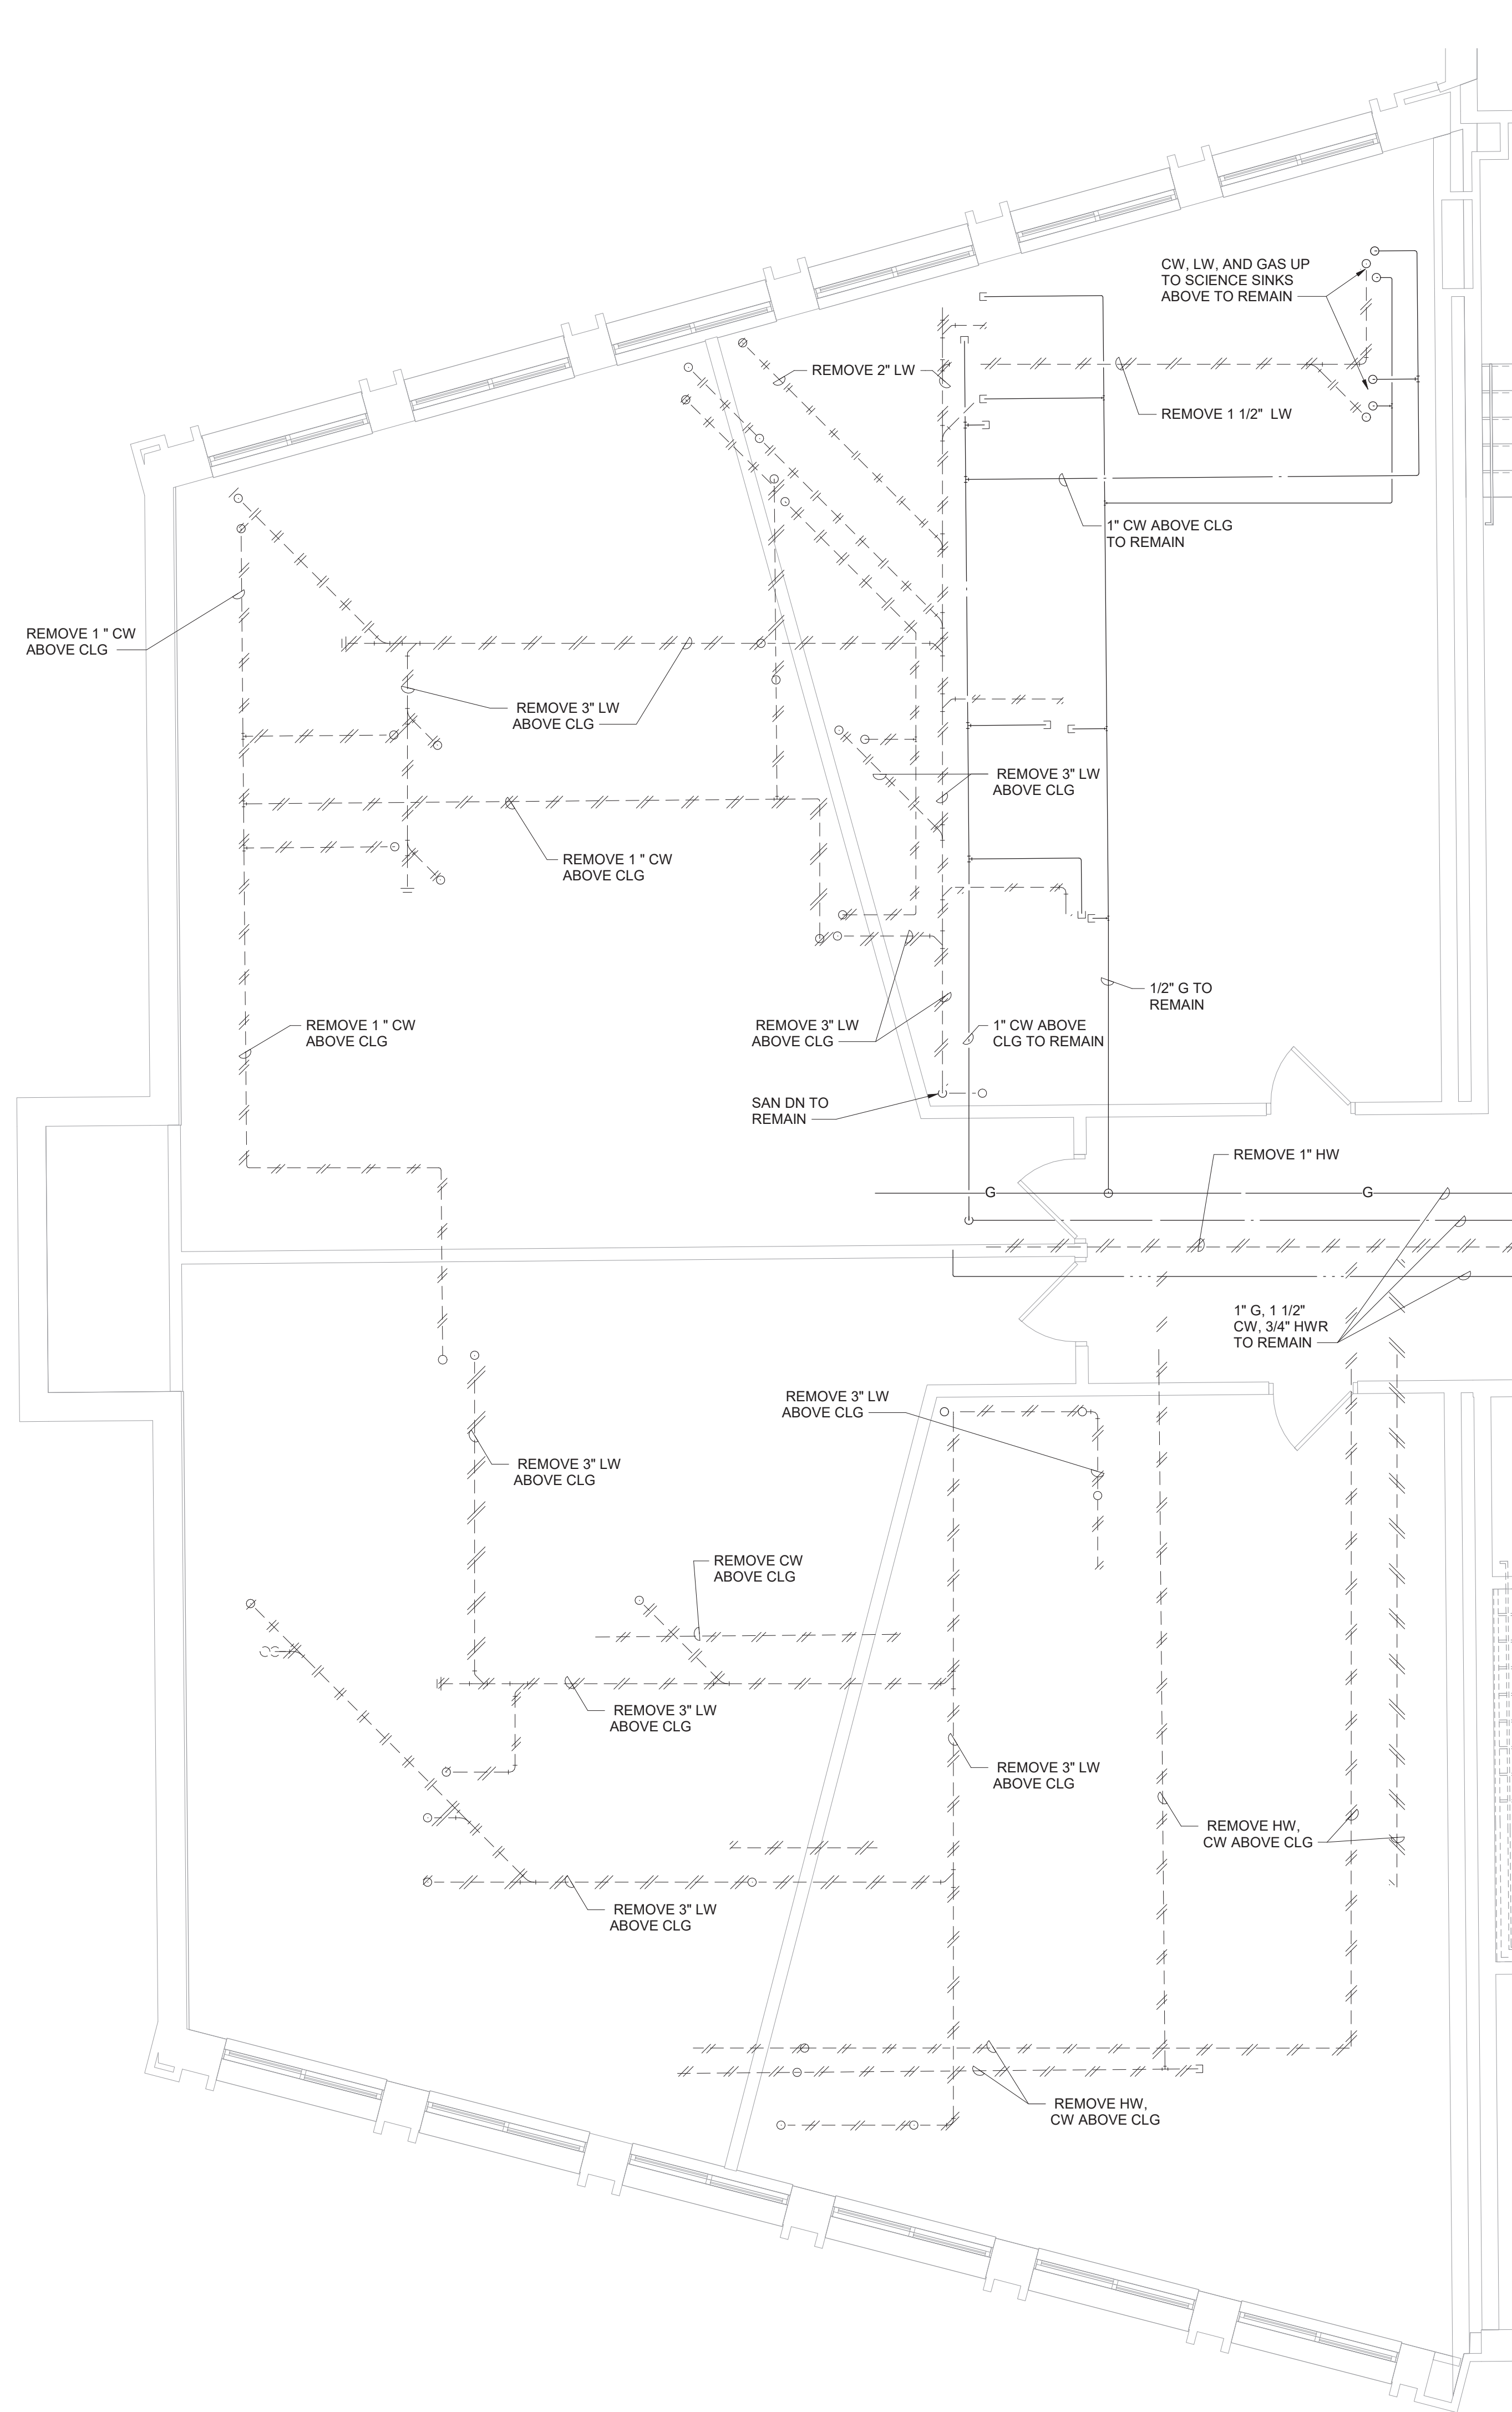 CW, LW, AND GAS UP
TO SCIENCE SINKS
ABOVE TO REMAIN
REMOVE 2" LW
REMOVE 1 1/2" LW
1" CW ABOVE CLG
TO REMAIN
REMOVE 1 " CW
ABOVE CLG
REMOVE 3" LW
ABOVE CLG
REMOVE 3" LW
ABOVE CLG
REMOVE 1 " CW
ABOVE CLG
1/2" G TO
REMAIN
REMOVE 1 " CW
ABOVE CLG
REMOVE 3" LW
ABOVE CLG
1" CW ABOVE
CLG TO REMAIN
SAN DN TO
REMAIN
REMOVE 1" HW
G
G
1" G, 1 1/2"
CW, 3/4" HWR
TO REMAIN
REMOVE 3" LW
ABOVE CLG
REMOVE 3" LW
ABOVE CLG
REMOVE CW
ABOVE CLG
REMOVE 3" LW
ABOVE CLG
REMOVE 3" LW
ABOVE CLG
REMOVE HW,
CW ABOVE CLG
REMOVE 3" LW
ABOVE CLG
REMOVE HW,
CW ABOVE CLG